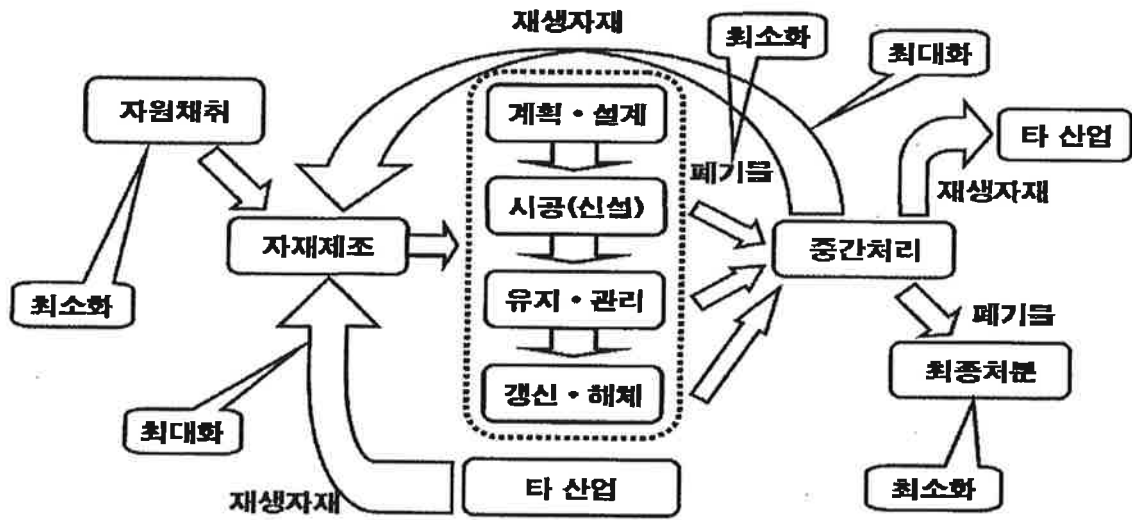 재생자재
최소화
최대화
자원채취
계획·설계
타 산업
폐기물
재생자재
시공(신설)
자재제조
중간처리
최소화
유지·관리
폐기물
최종처분
갱신·해체
최대화
재생자재
타 산업
최소화